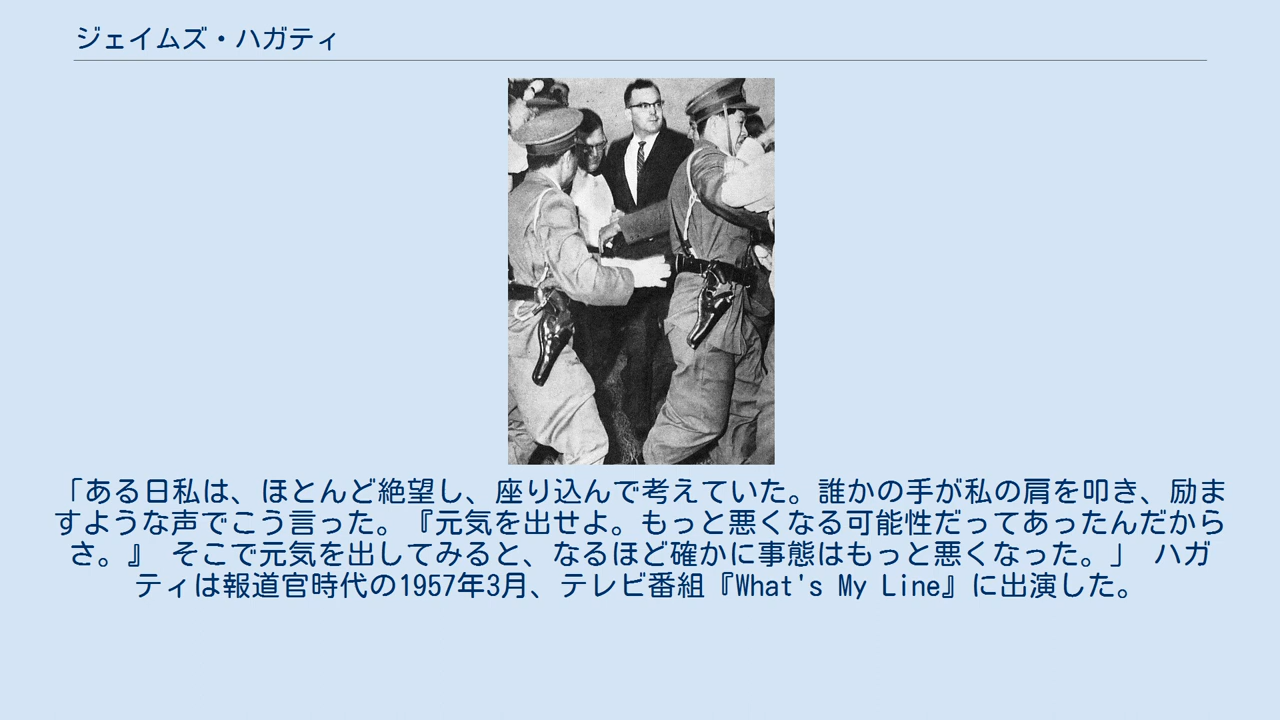 ジェイムズ・ハガティ
「ある日私は、ほとんど絶望し、座り込んで考えていた。誰かの手が私の肩を叩き、励ま
すような声でこう言った。『元気を出せよ。もっと悪くなる可能性だってあったんだから
さ。』 そこで元気を出してみると、なるほど確かに事態はもっと悪くなった。」 ハガ
ティは報道官時代の1957年3月、テレビ番組『What's My Line』に出演した。